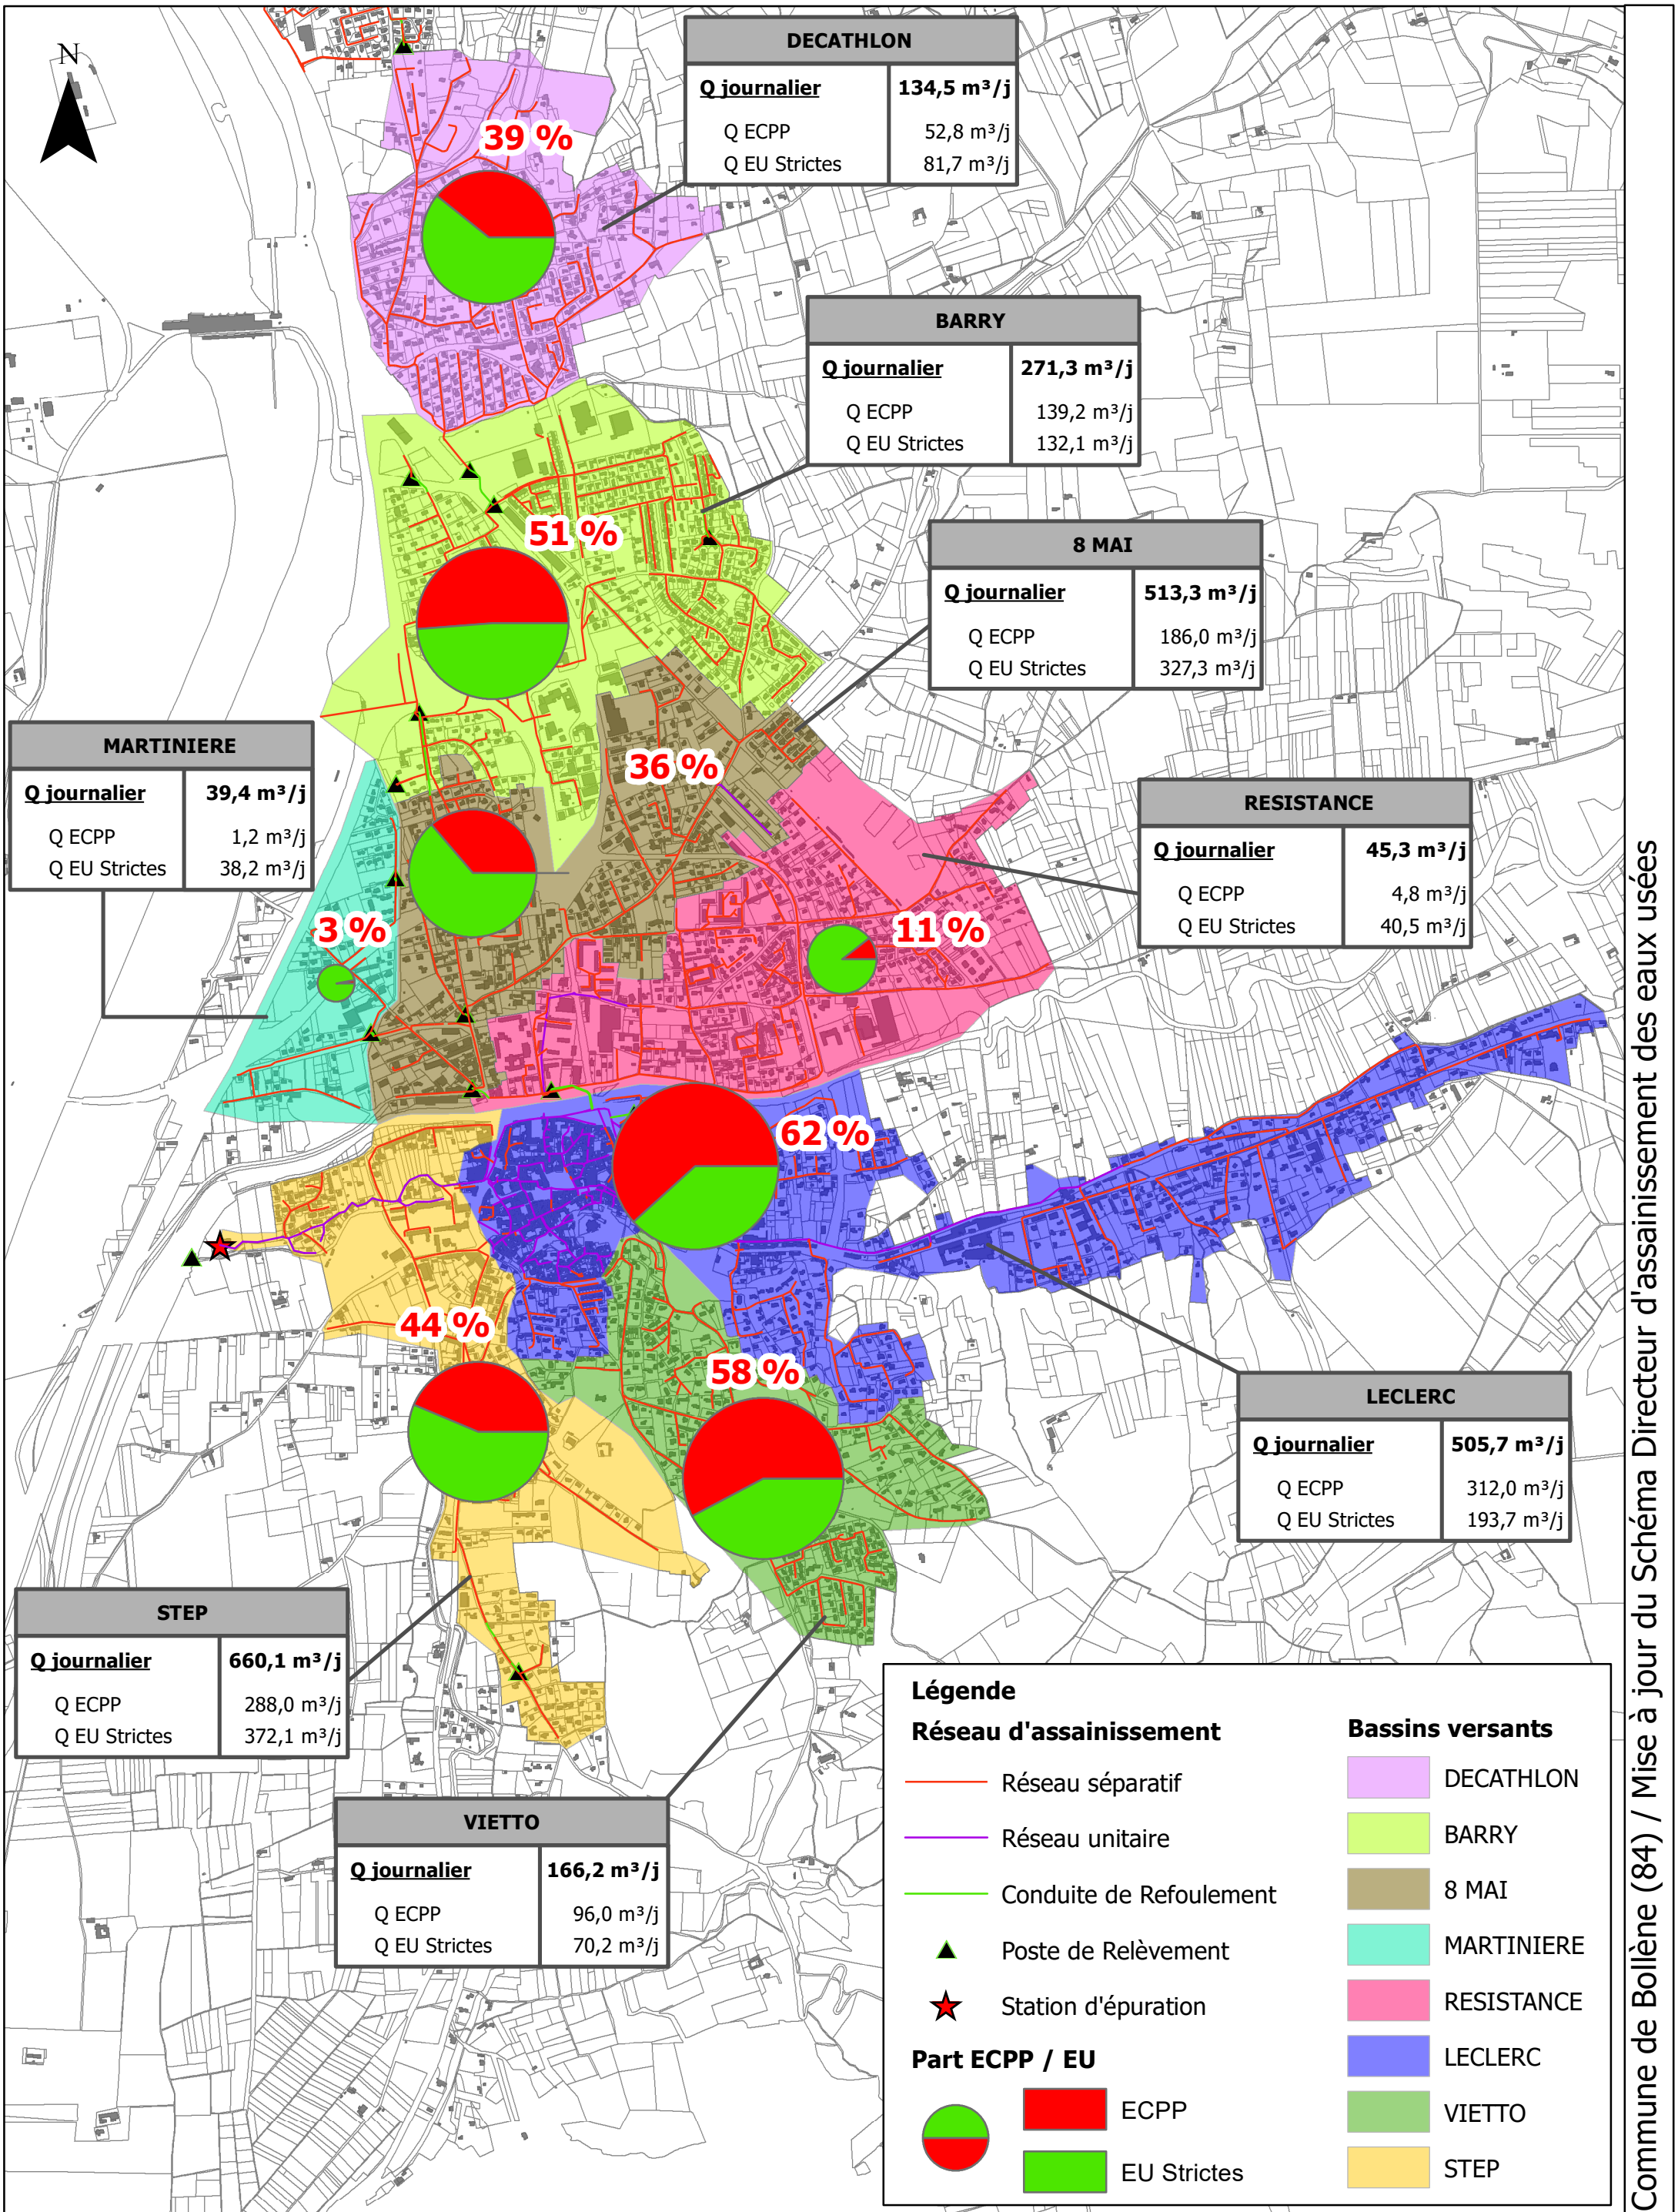 N
DECATHLON
Q journalier 134,5 m³/j
Q ECPP 52,8 m³/j
Q EU Strictes 81,7 m³/j
39 %
BARRY
Q journalier 271,3 m³/j
Q ECPP 139,2 m³/j
Q EU Strictes 132,1 m³/j
51 %
8 MAI
Q journalier 513,3 m³/j
Q ECPP 186,0 m³/j
Q EU Strictes 327,3 m³/j
36 %
MARTINIERE
Q journalier 39,4 m³/j
Q ECPP 1,2 m³/j
Q EU Strictes 38,2 m³/j
3 %
RESISTANCE
Q journalier 45,3 m³/j
Q ECPP 4,8 m³/j
Q EU Strictes 40,5 m³/j
11 %
62 %
44 %
58 %
LECLERC
Q journalier 505,7 m³/j
Q ECPP 312,0 m³/j
Q EU Strictes 193,7 m³/j
STEP
Q journalier 660,1 m³/j
Q ECPP 288,0 m³/j
Q EU Strictes 372,1 m³/j
VIETTO
Q journalier 166,2 m³/j
Q ECPP 96,0 m³/j
Q EU Strictes 70,2 m³/j
Légende
Réseau d'assainissement
Réseau séparatif
Réseau unitaire
Conduite de Refoulement
Poste de Relèvement
Station d'épuration
Part ECPP / EU
ECPP
EU Strictes
Bassins versants
DECATHLON
BARRY
8 MAI
MARTINIERE
RESISTANCE
LECLERC
VIETTO
STEP
Commune de Bollène (84) / Mise à jour du Schéma Directeur d'assainissement des eaux usées